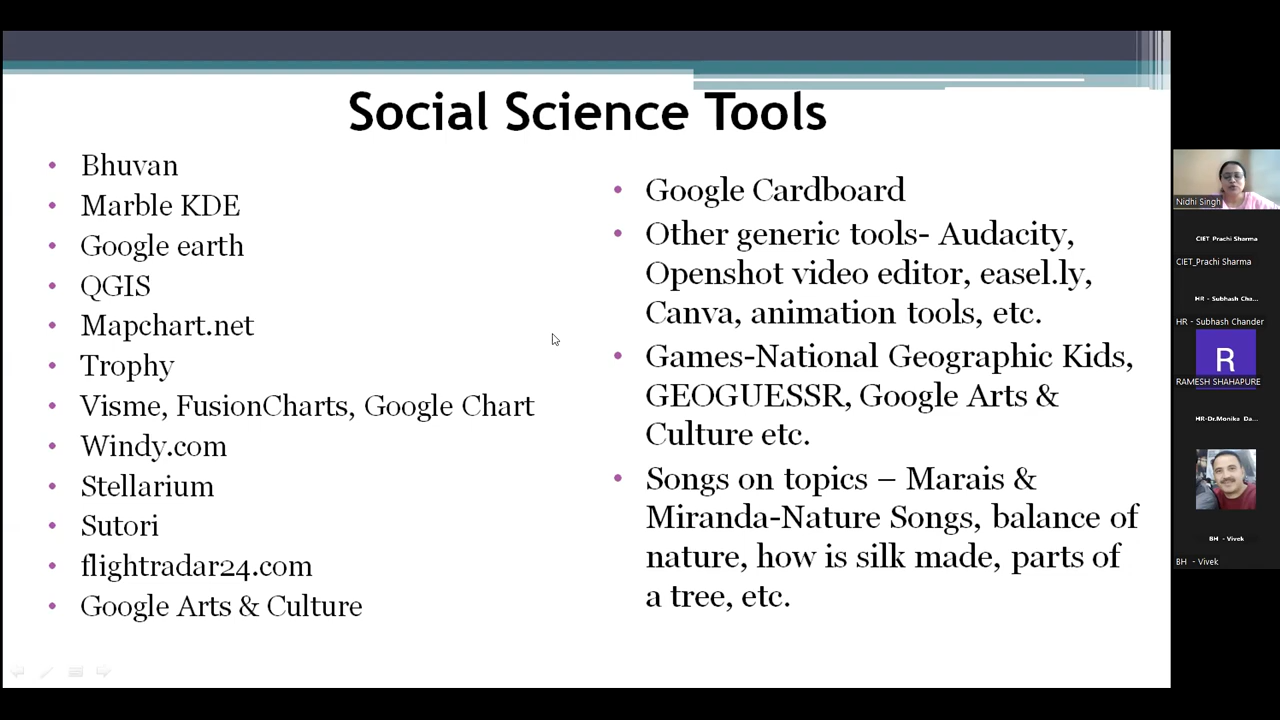 Social Science Tools
Bhuvan
Marble KDE
Google earth
QGIS
Mapchart.net
Trophy
Visme, FusionCharts, Google Chart
Windy.com
Stellarium
Sutori
flightradar24.com
Google Arts & Culture
Google Cardboard
Other generic tools- Audacity,
Openshot video editor, easel.ly,
Canva, animation tools, etc.
Games-National Geographic Kids,
GEOGUESSR, Google Arts &
Culture etc.
Songs on topics – Marais &
Miranda-Nature Songs, balance of
nature, how is silk made, parts of
a tree, etc.
Nidhi Singh
CIET_Prachi Sharma
CIET_Prachi Sharma
HR - Subhash Cha...
HR - Subhash Chander
R
RAMESH SHAHAPURE
HR-Dr.Monika Da...
BH - Vivek
BH - Vivek